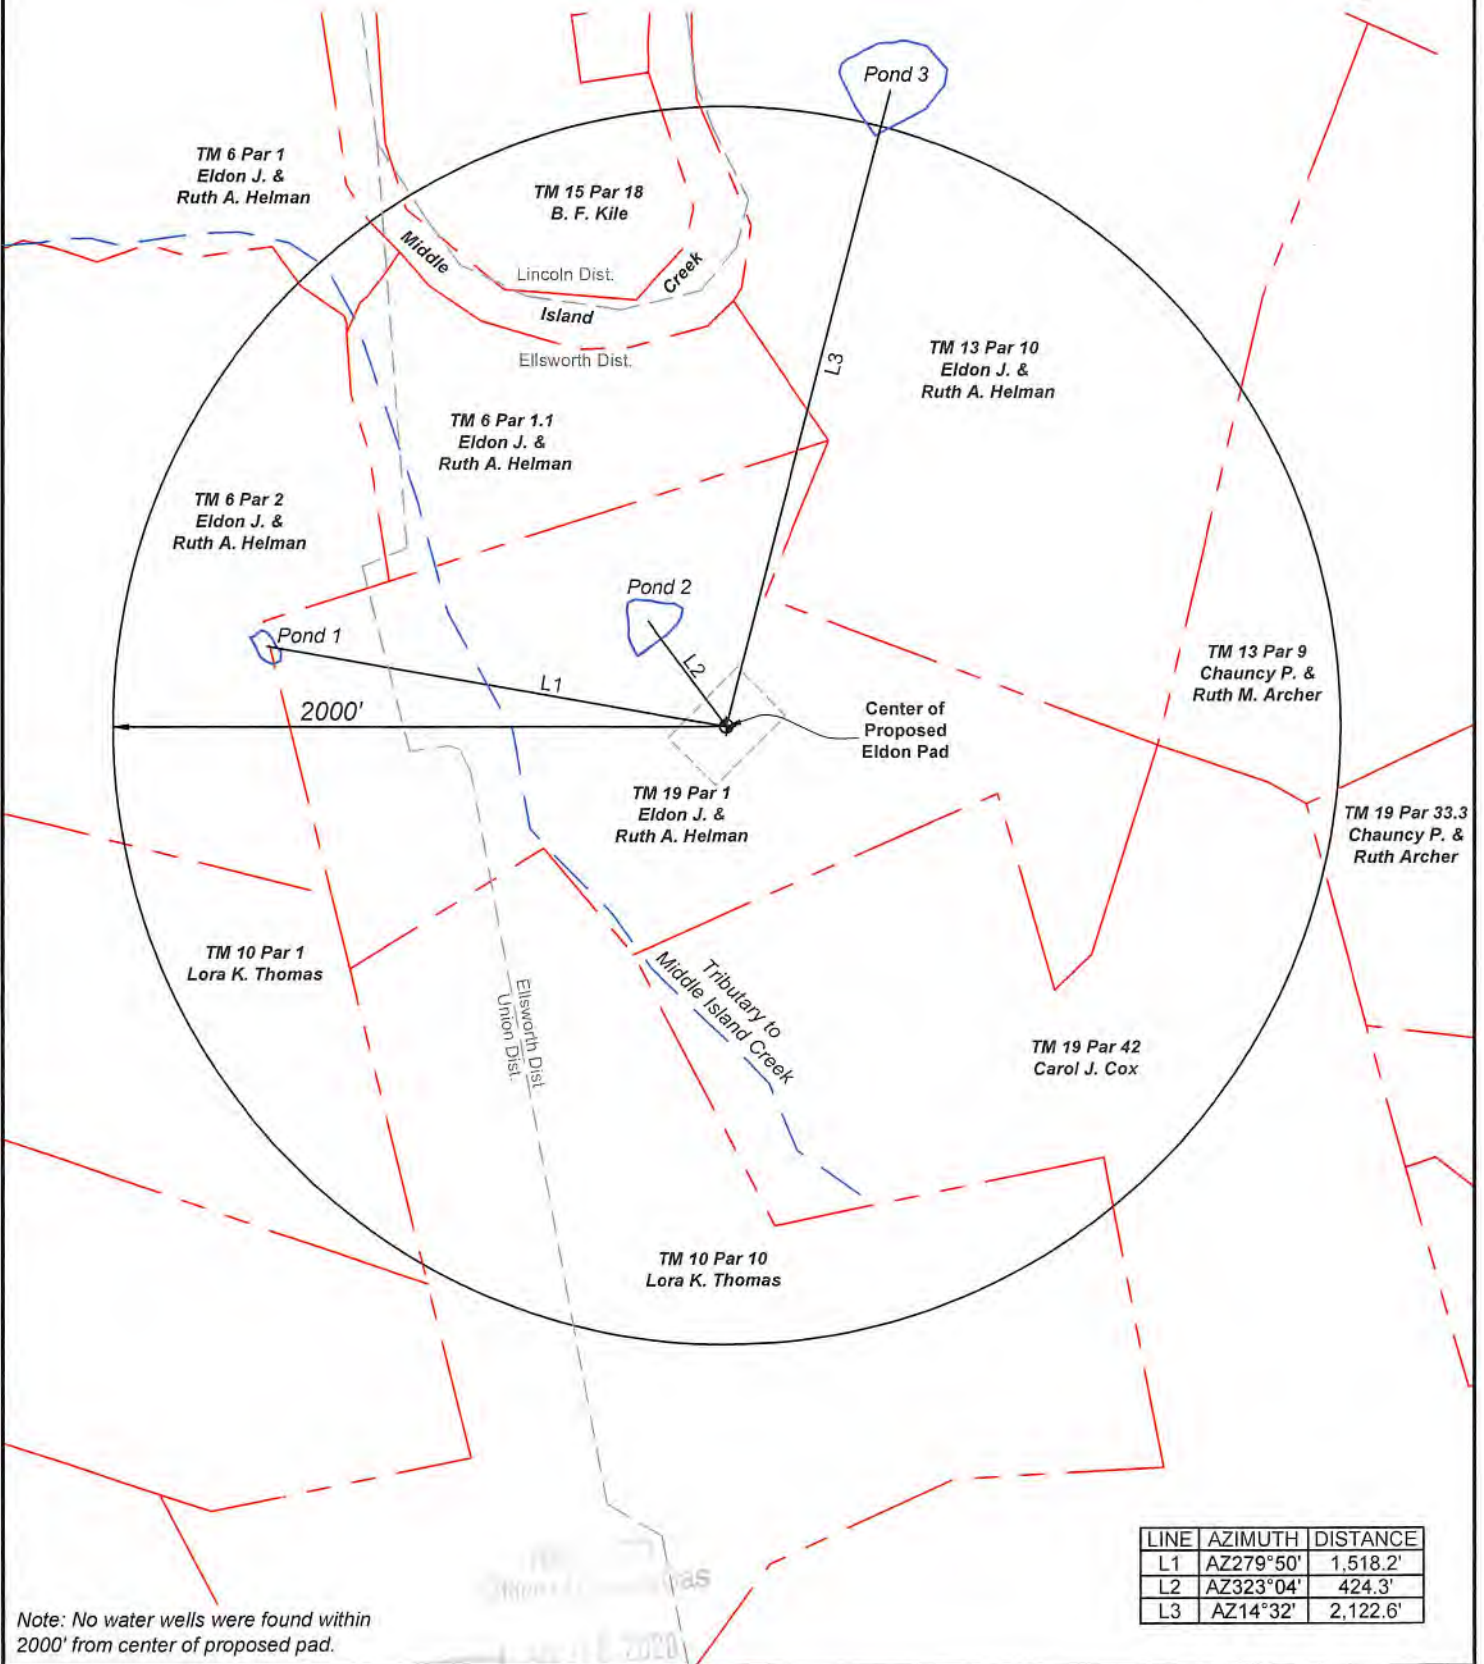 Pond 3
TM 6 Par 1
Eldon J. &
Ruth A. Helman
TM 15 Par 18
B. F. Kile
Middle
Island
Creek
Lincoln Dist.
Ellsworth Dist.
L3
TM 13 Par 10
Eldon J. &
Ruth A. Helman
TM 6 Par 1.1
Eldon J. &
Ruth A. Helman
TM 6 Par 2
Eldon J. &
Ruth A. Helman
Pond 2
Pond 1
L2
L1
2000'
TM 13 Par 9
Chauncy P. &
Ruth M. Archer
Center of
Proposed
Eldon Pad
TM 19 Par 1
Eldon J. &
Ruth A. Helman
TM 19 Par 33.3
Chauncy P. &
Ruth Archer
TM 10 Par 1
Lora K. Thomas
Ellsworth Dist
Union Dist.
Tributary to
Middle Island Creek
TM 19 Par 42
Carol J. Cox
TM 10 Par 10
Lora K. Thomas
LINE AZIMUTH DISTANCE
L1 AZ279°50' 1,518.2'
L2 AZ323°04' 424.3'
L3 AZ14°32' 2,122.6'
Note: No water wells were found within
2000' from center of proposed pad.
2020